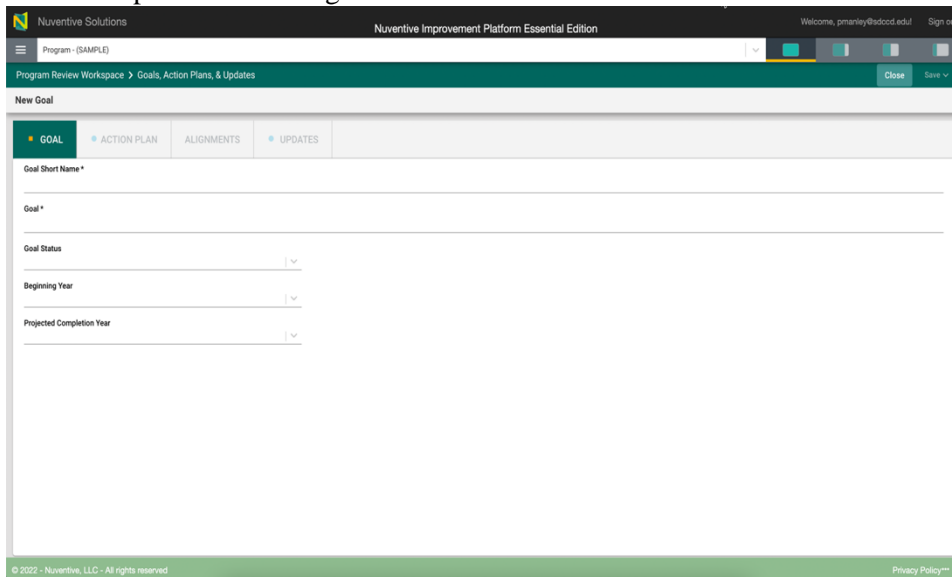 Nuventive Solutions
Nuventive Improvement Platform Essential Edition
Welcome, pmanley@sdccd.edu!
Program - (SAMPLE)
Program Review Workspace > Goals, Action Plans, & Updates
Close
Save
New Goal
GOAL
ACTION PLAN
ALIGNMENTS
UPDATES
Goal Short Name *
Goal *
Goal Status
Beginning Year
Projected Completion Year
© 2022 - Nuventive, LLC - All rights reserved
Privacy Policy